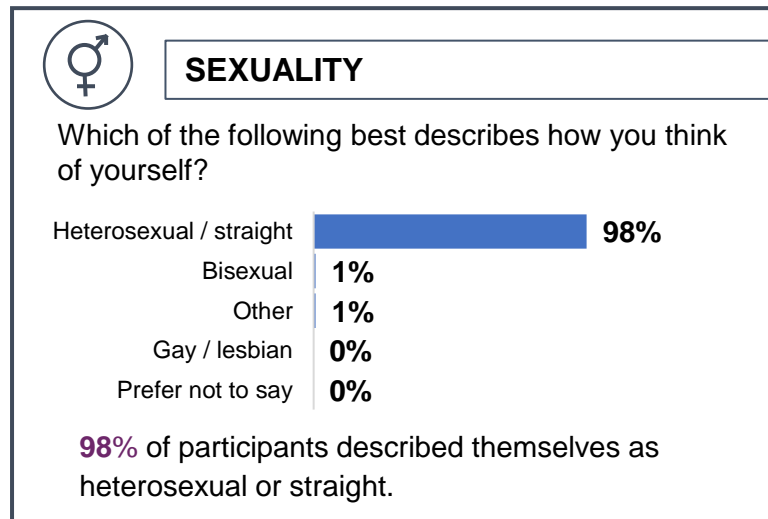 SEXUALITY
Which of the following best describes how you think
of yourself?
Heterosexual / straight 98%
Bisexual 1%
Other 1%
Gay / lesbian 0%
Prefer not to say 0%
98% of participants described themselves as
heterosexual or straight.